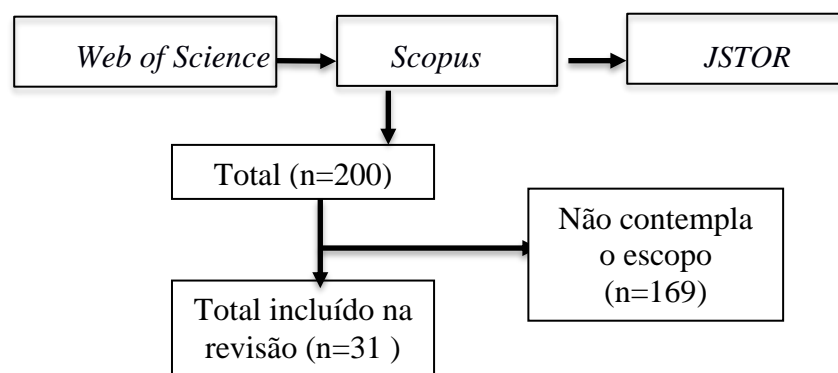 Web of Science
Scopus
JSTOR
Total (n=200)
Não contempla
o escopo
(n=169)
Total incluído na
revisão (n=31 )